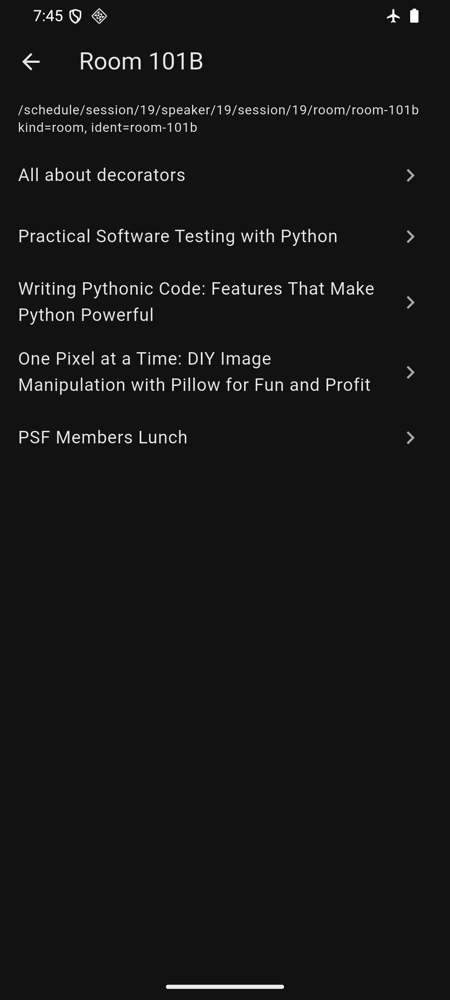 7:45
Room 101B
/schedule/session/19/speaker/19/session/19/room/room-101b
kind=room, ident=room-101b
All about decorators
Practical Software Testing with Python
Writing Pythonic Code: Features That Make
Python Powerful
One Pixel at a Time: DIY Image
Manipulation with Pillow for Fun and Profit
PSF Members Lunch